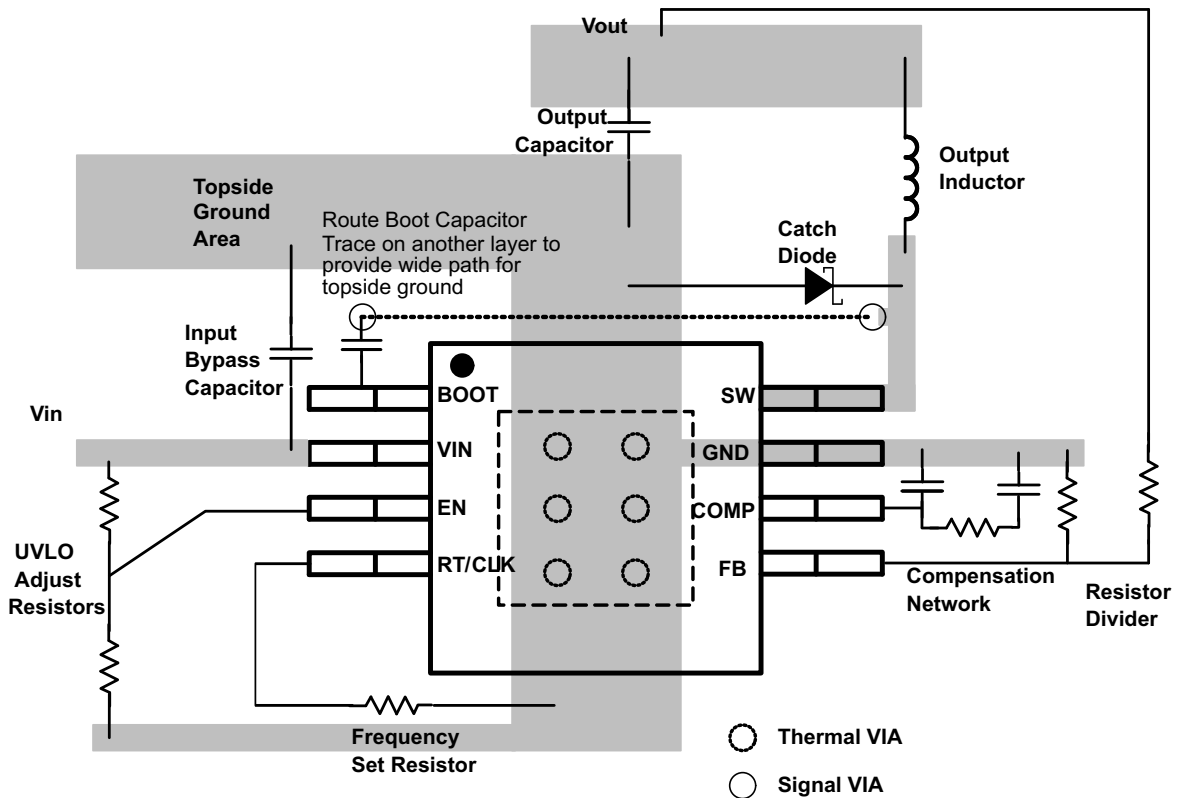 Vout
Output
Capacitor
Output
Inductor
Topside
Ground
Area
Route Boot Capacitor
Trace on another layer to
provide wide path for
topside ground
Catch
Diode
Input
Bypass
Capacitor
Vin
BOOT
VIN
EN
RT/CLK
SW
GND
COMP
FB
UVLO
Adjust
Resistors
Compensation
Network
Resistor
Divider
Frequency
Set Resistor
Thermal VIA
Signal VIA